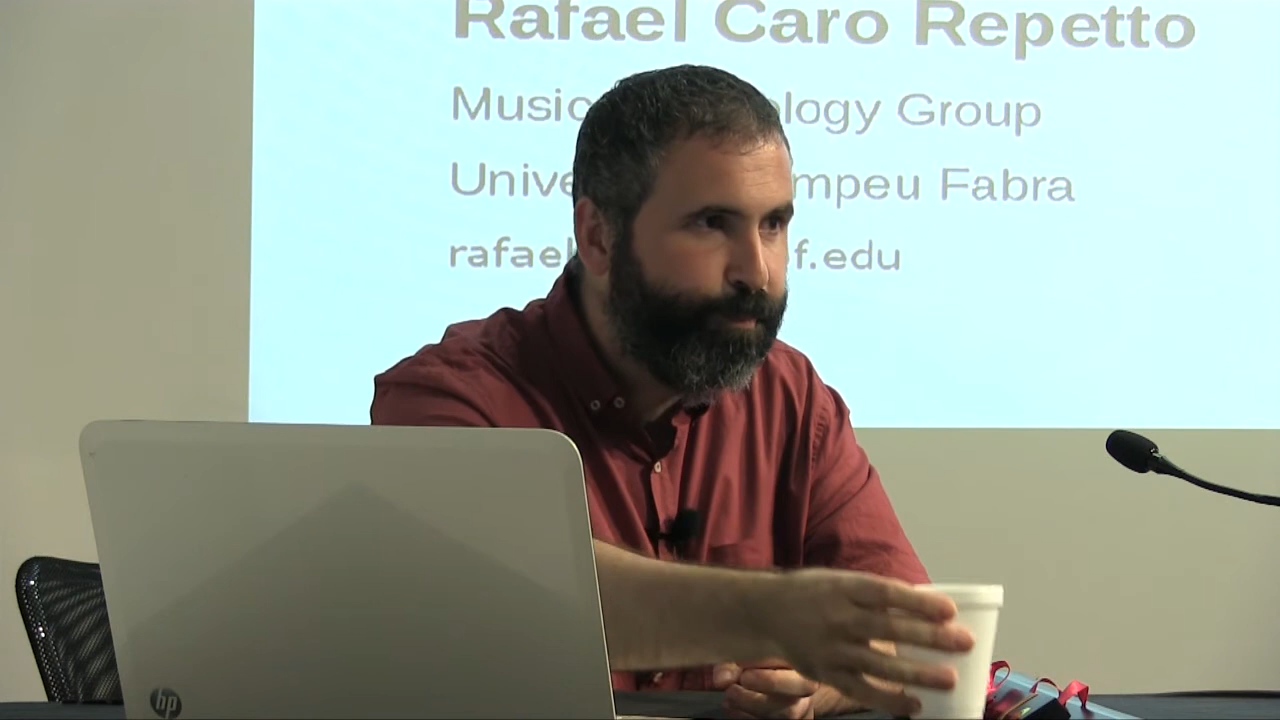 Rafael Caro Repetto
Music ology Group
Unive mpeu Fabra
rafael f.edu
hp